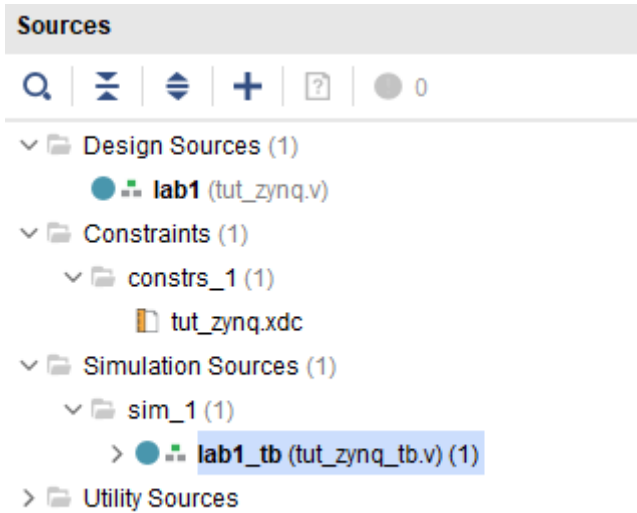 Sources
0
Design Sources (1)
lab1 (tut_zynq.v)
Constraints (1)
constrs_1 (1)
tut_zynq.xdc
Simulation Sources (1)
sim_1 (1)
lab1_tb (tut_zynq_tb.v) (1)
Utility Sources